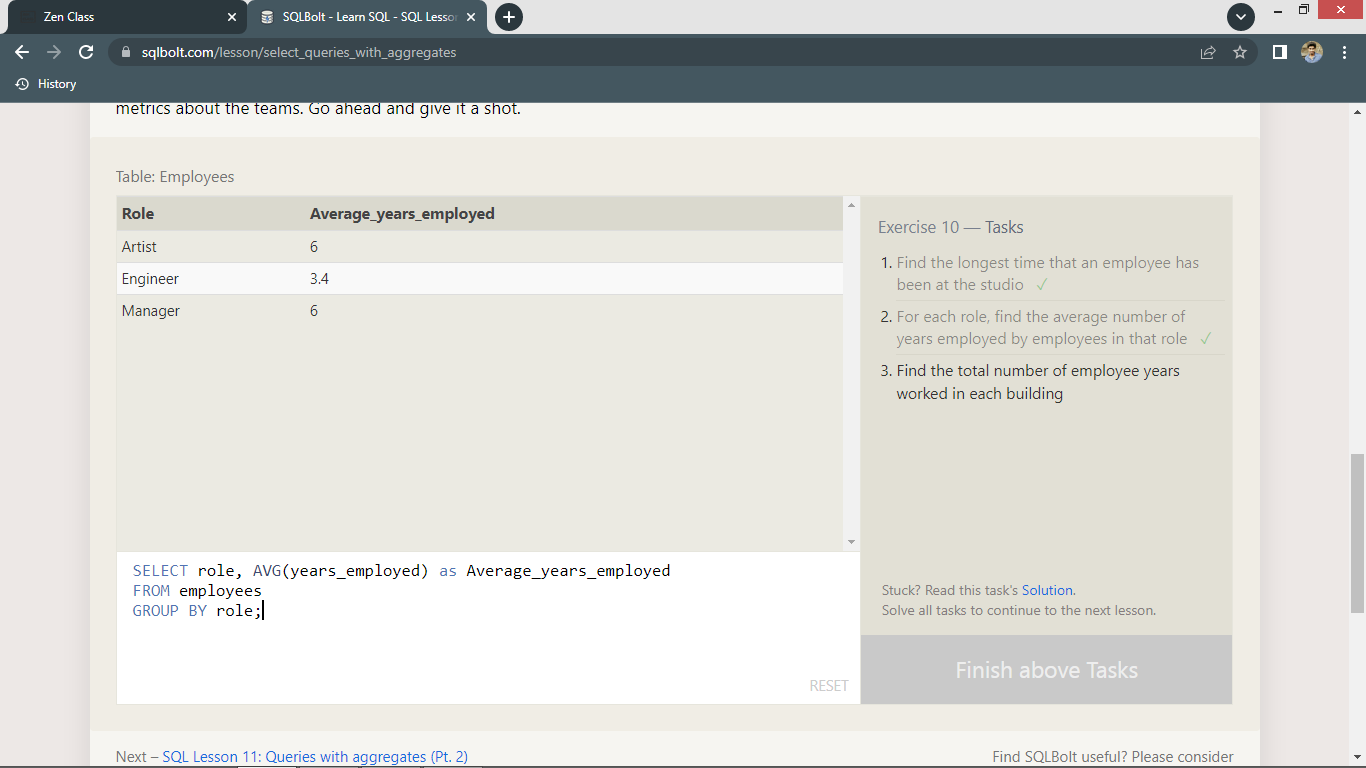 Zen Class
SQLBolt - Learn SQL - SQL Lesson
sqlbolt.com/lesson/select_queries_with_aggregates
History
metrics about the teams. Go ahead and give it a shot.
Table: Employees
Role Average_years_employed
Artist 6
Engineer 3.4
Manager 6
Exercise 10 — Tasks
1. Find the longest time that an employee has
been at the studio ✓
2. For each role, find the average number of
years employed by employees in that role ✓
3. Find the total number of employee years
worked in each building
SELECT role, AVG(years_employed) as Average_years_employed
FROM employees
GROUP BY role;
RESET
Stuck? Read this task's Solution.
Solve all tasks to continue to the next lesson.
Finish above Tasks
Next – SQL Lesson 11: Queries with aggregates (Pt. 2)
Find SQLBolt useful? Please consider